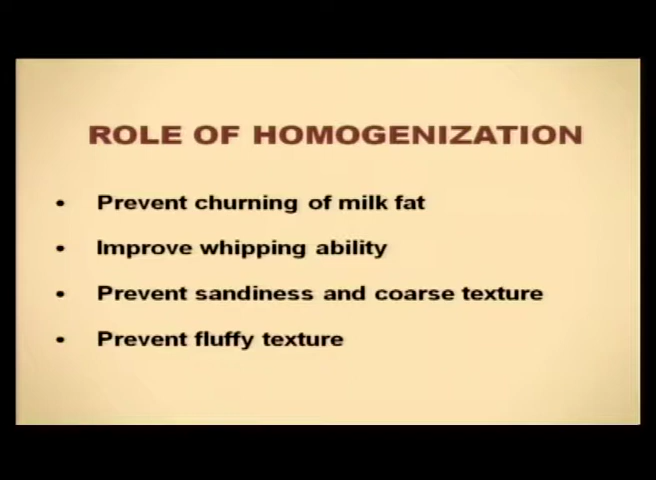 ROLE OF HOMOGENIZATION
• Prevent churning of milk fat
• Improve whipping ability
• Prevent sandiness and coarse texture
• Prevent fluffy texture